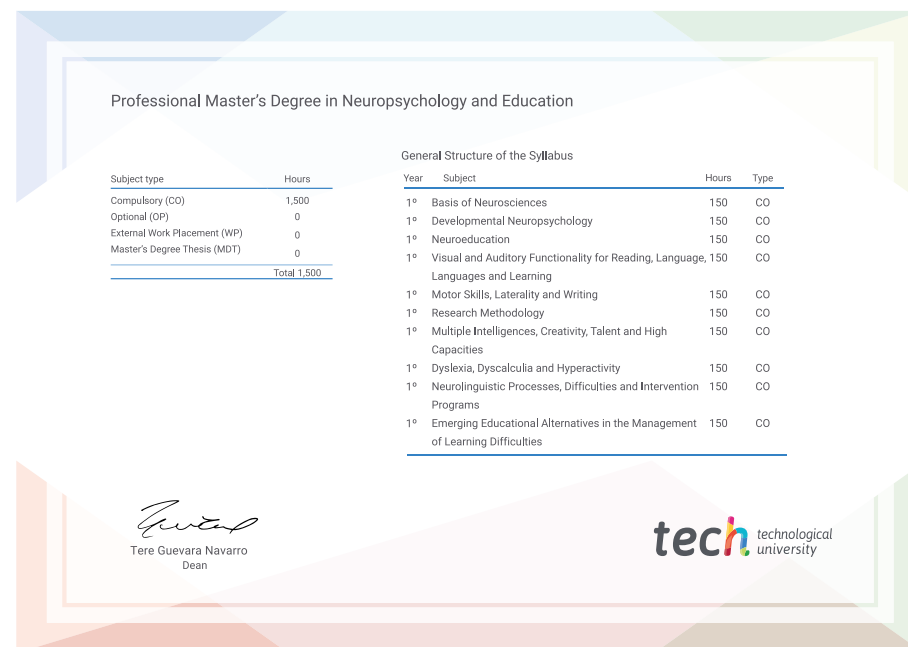 Professional Master's Degree in Neuropsychology and Education
Subject type Hours
Compulsory (CO) 1,500
Optional (OP) 0
External Work Placement (WP) 0
Master's Degree Thesis (MDT) 0
Total 1,500
General Structure of the Syllabus
Year Subject Hours Type
1º Basis of Neurosciences 150 CO
1º Developmental Neuropsychology 150 CO
1º Neuroeducation 150 CO
1º Visual and Auditory Functionality for Reading, Language, 150 CO
Languages and Learning
1º Motor Skills, Laterality and Writing 150 CO
1º Research Methodology 150 CO
1º Multiple Intelligences, Creativity, Talent and High 150 CO
Capacities
1º Dyslexia, Dyscalculia and Hyperactivity 150 CO
1º Neurolinguistic Processes, Difficulties and Intervention 150 CO
Programs
1º Emerging Educational Alternatives in the Management 150 CO
of Learning Difficulties
Tere Guevara Navarro
Dean
tech technological
university